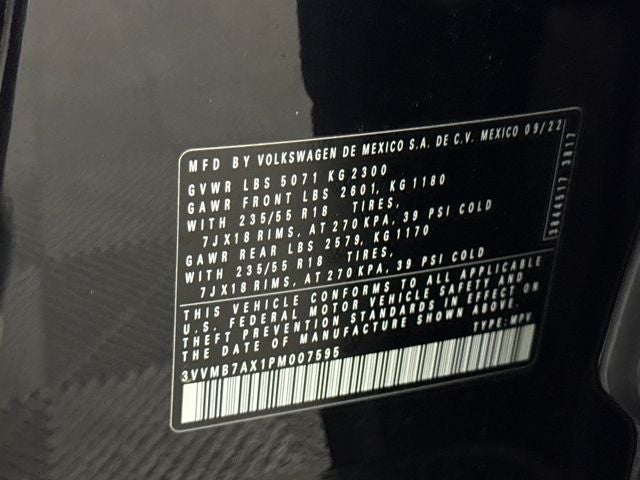 MFD BY VOLKSWAGEN DE MEXICO S.A. DE C.V. MEXICO 09/22
GVWR LBS 5071 KG 2300
GAWR FRONT LBS 2601, KG 1180
WITH 235/55 R18 TIRES,
7JX18 RIMS, AT 270 KPA, 39 PSI COLD
GAWR REAR LBS 2579, KG 1170
WITH 235/55 R18 TIRES,
7JX18 RIMS, AT 270 KPA, 39 PSI COLD
THIS VEHICLE CONFORMS TO ALL APPLICABLE
U.S. FEDERAL MOTOR VEHICLE SAFETY AND
THEFT PREVENTION STANDARDS IN EFFECT ON
THE DATE OF MANUFACTURE SHOWN ABOVE.
3VVMB7AX1PM007595 TYPE: MPV
3844517 3817